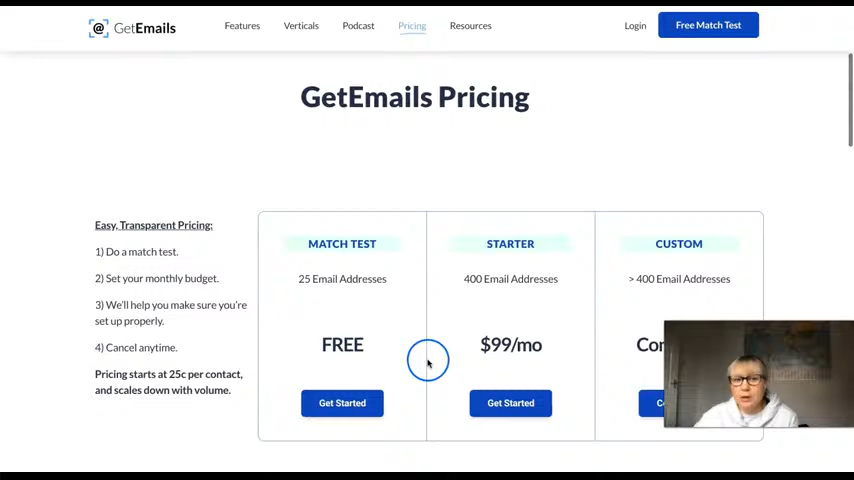 GetEmails
Features
Verticals
Podcast
Pricing
Resources
Login
Free Match Test
GetEmails Pricing
Easy, Transparent Pricing:
1) Do a match test.
2) Set your monthly budget.
3) We'll help you make sure you're
set up properly.
4) Cancel anytime.
Pricing starts at 25c per contact,
and scales down with volume.
MATCH TEST
25 Email Addresses
FREE
Get Started
STARTER
400 Email Addresses
$99/mo
Get Started
CUSTOM
> 400 Email Addresses